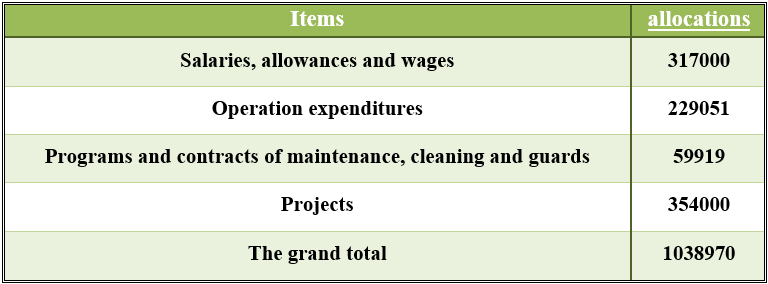 Items allocations
Salaries, allowances and wages 317000
Operation expenditures 229051
Programs and contracts of maintenance, cleaning and guards 59919
Projects 354000
The grand total 1038970